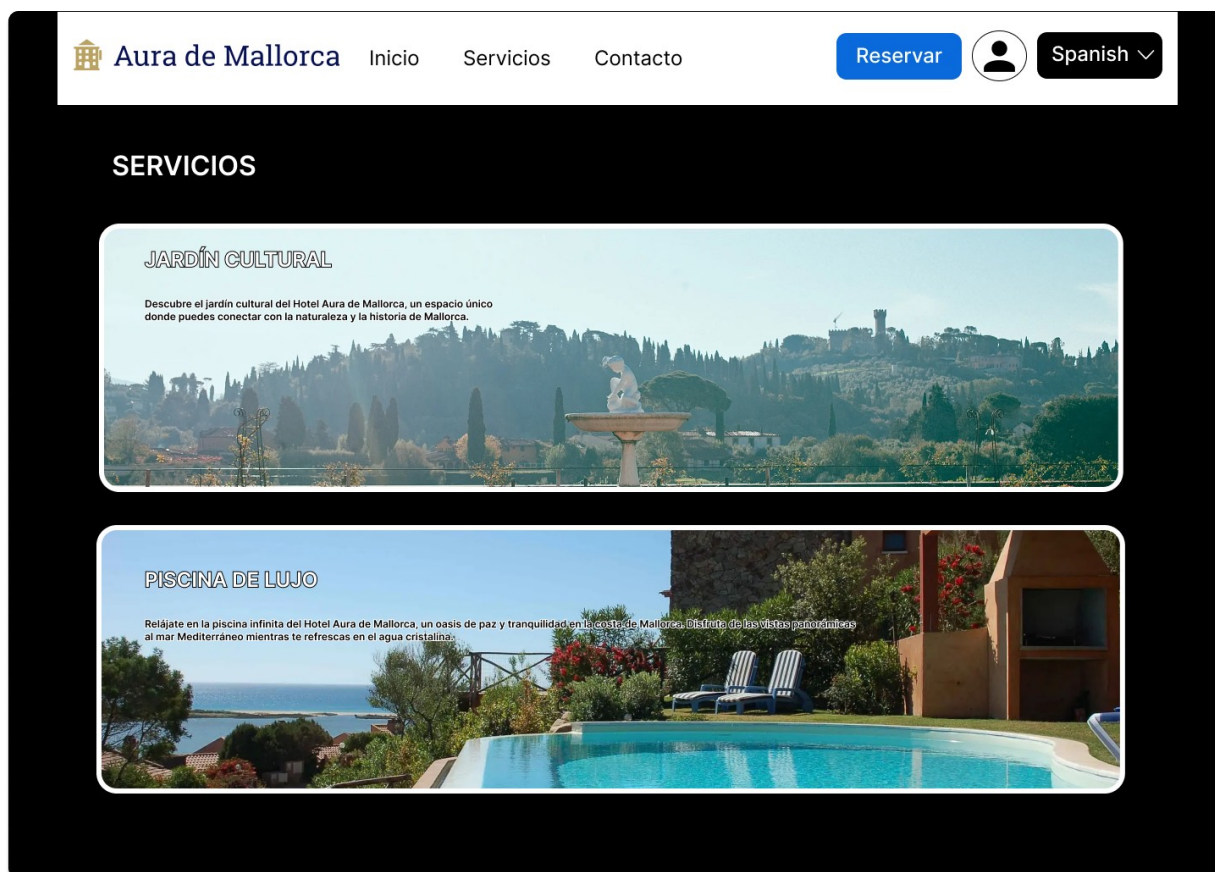 Aura de Mallorca
Inicio
Servicios
Contacto
Reservar
Spanish
SERVICIOS
JARDÍN CULTURAL
Descubre el jardín cultural del Hotel Aura de Mallorca, un espacio único
donde puedes conectar con la naturaleza y la historia de Mallorca.
PISCINA DE LUJO
Relájate en la piscina infinita del Hotel Aura de Mallorca, un oasis de paz y tranquilidad en la costa de Mallorca. Disfruta de las vistas panorámicas
al mar Mediterráneo mientras te refrescas en el agua cristalina.